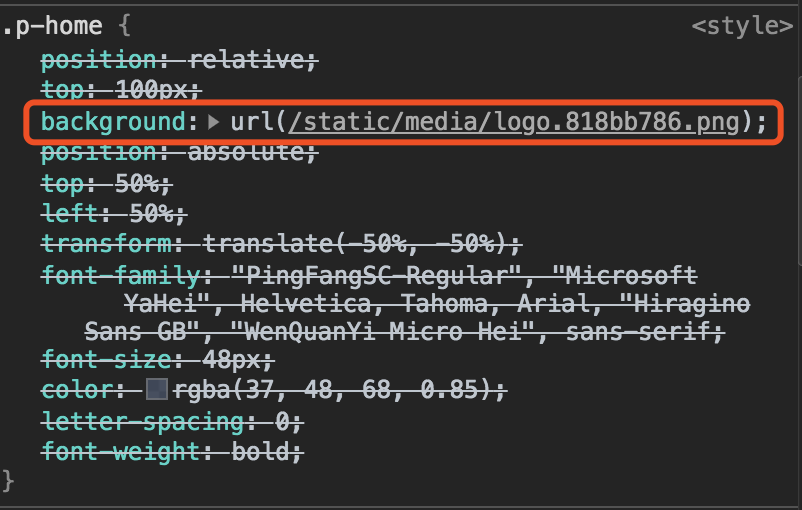 .p-home { <style>
position: relative;
top: 100px;
background: url(/static/media/logo.818bb786.png);
position: absolute;
top: 50%;
left: 50%;
transform: translate(-50%, -50%);
font-family: "PingFangSC-Regular", "Microsoft
YaHei", Helvetica, Tahoma, Arial, "Hiragino
Sans GB", "WenQuanYi Micro Hei", sans-serif;
font-size: 48px;
color: rgba(37, 48, 68, 0.85);
letter-spacing: 0;
font-weight: bold;
}